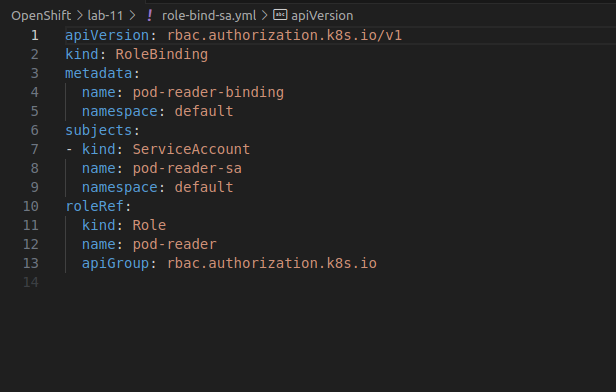 OpenShift > lab-11 > ! role-bind-sa.yml > abc apiVersion
1 apiVersion: rbac.authorization.k8s.io/v1
2 kind: RoleBinding
3 metadata:
4   name: pod-reader-binding
5   namespace: default
6 subjects:
7 - kind: ServiceAccount
8   name: pod-reader-sa
9   namespace: default
10 roleRef:
11   kind: Role
12   name: pod-reader
13   apiGroup: rbac.authorization.k8s.io
14